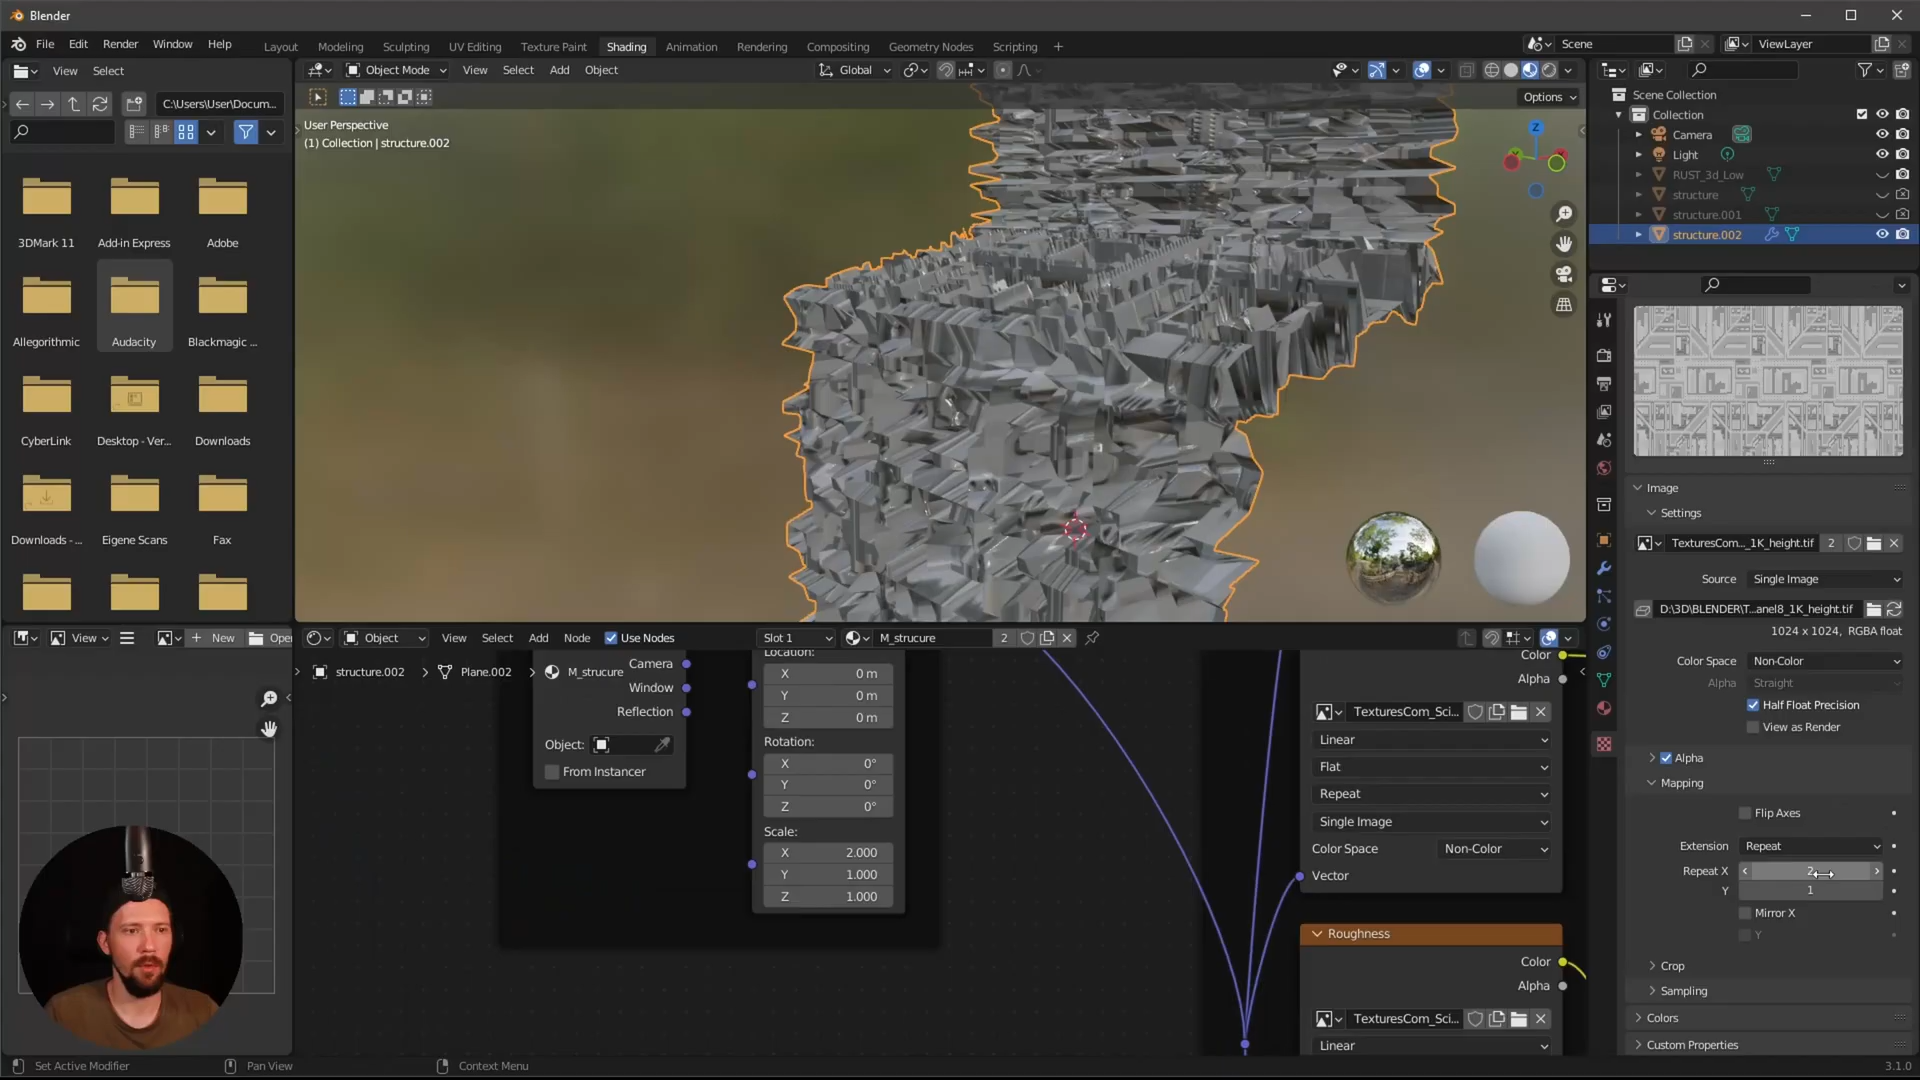 Blender
File Edit Render Window Help
Layout Modeling Sculpting UV Editing Texture Paint Shading Animation Rendering Compositing Geometry Nodes Scripting +
Scene
ViewLayer
View Select
Object Mode View Select Add Object
Global
Options
C:\Users\User\Docum...
User Perspective
(1) Collection | structure.002
3DMark 11 Add-in Express Adobe
Allegorithmic Audacity Blackmagic ...
CyberLink Desktop - Ver... Downloads
Downloads - ... Eigene Scans Fax
Z
Scene Collection
Collection
Camera
Light
RUST_3d_Low
structure
structure.001
structure.002
Image
Settings
TexturesCom..._1K_height.tif 2
Source Single Image
D:\3D\BLENDER\T...anel8_1K_height.tif
1024 x 1024, RGBA float
Color Space Non-Color
Alpha Straight
Half Float Precision
View as Render
Alpha
Mapping
Flip Axes
Extension Repeat
Repeat X 2
Y 1
Mirror X
Y
Crop
Sampling
Colors
Custom Properties
View
New
Open
Object View Select Add Node Use Nodes
Slot 1
M_strucure 2
structure.002 > Plane.002 > M_strucure
Camera
Window
Reflection
Object:
From Instancer
Location:
X 0 m
Y 0 m
Z 0 m
Rotation:
X 0°
Y 0°
Z 0°
Scale:
X 2.000
Y 1.000
Z 1.000
Color
Alpha
TexturesCom_Sci...
Linear
Flat
Repeat
Single Image
Color Space Non-Color
Vector
Roughness
Color
Alpha
TexturesCom_Sci...
Linear
Set Active Modifier
Pan View
Context Menu
3.1.0